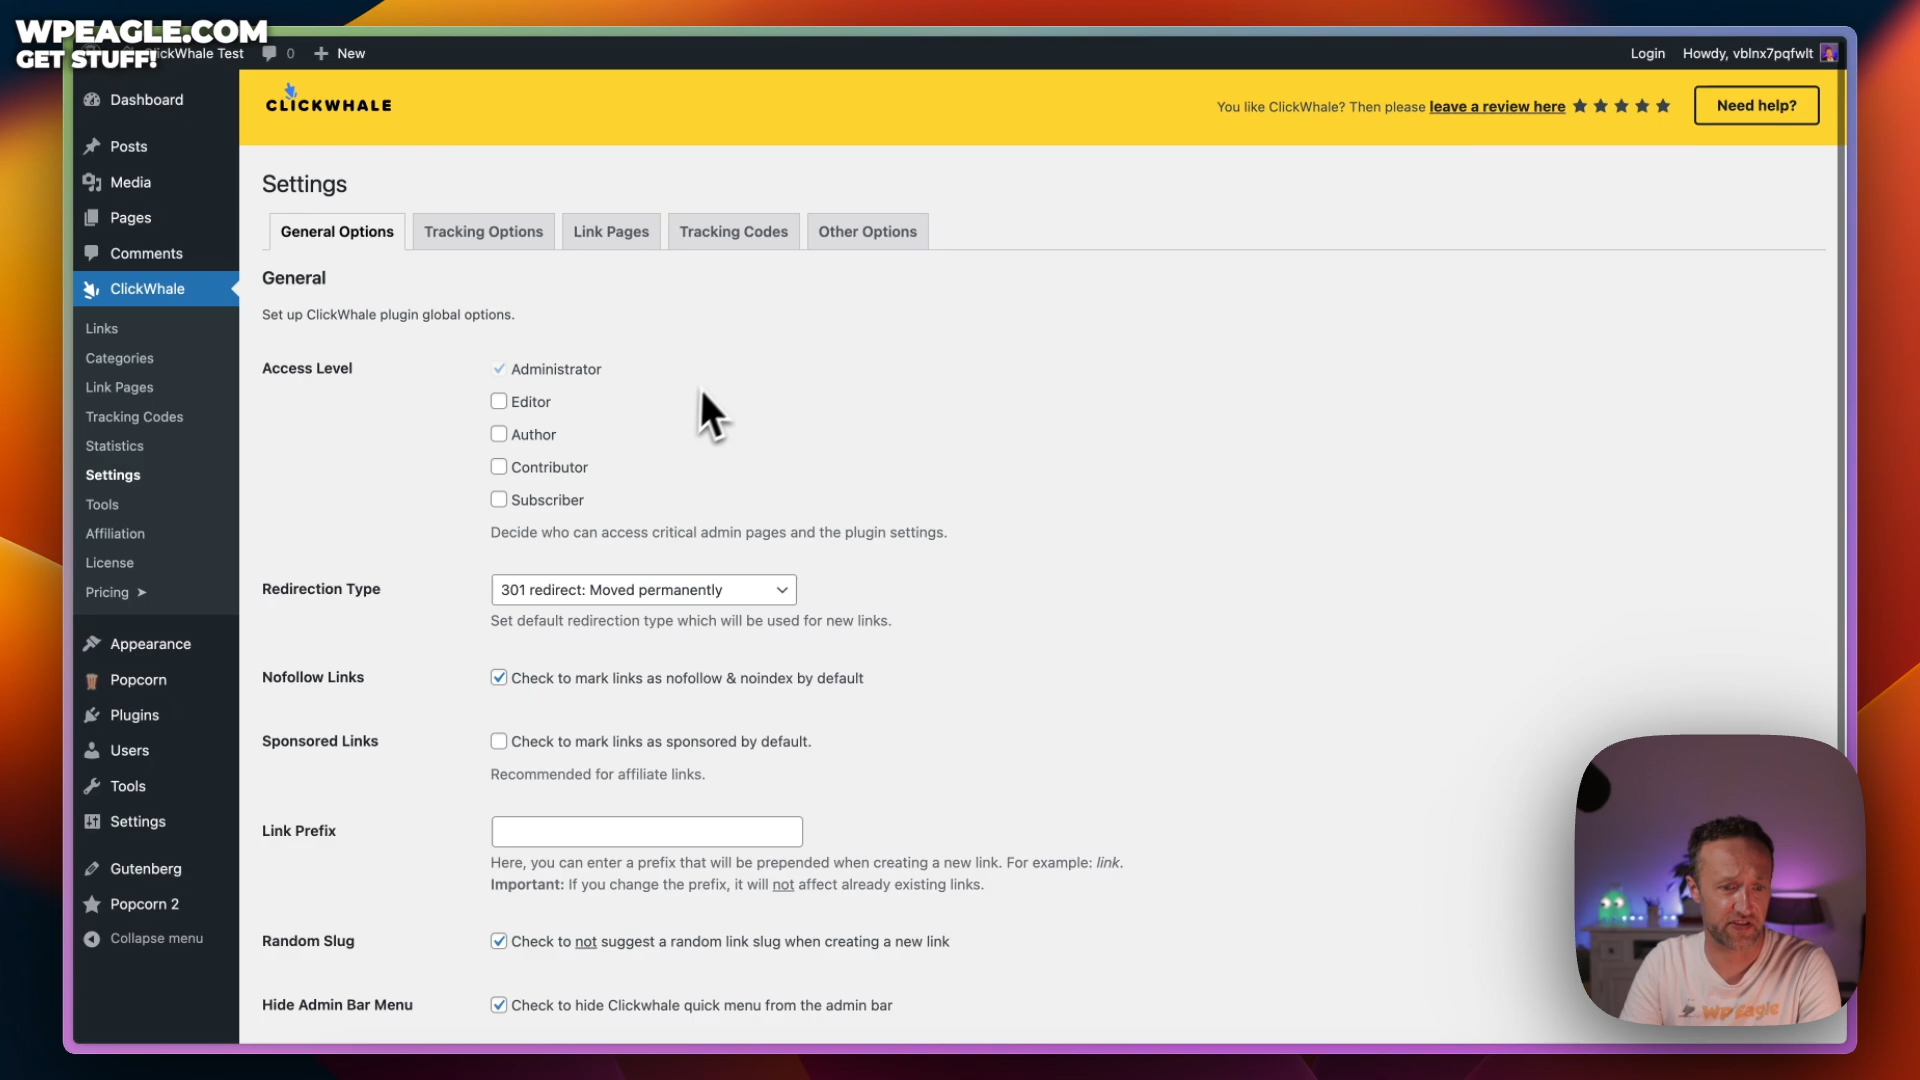 WPEAGLE.COM
GET STUFF!
ClickWhale Test
0
New
Login
Howdy, vblnx7pqfwlt
Dashboard
Posts
Media
Pages
Comments
ClickWhale
Links
Categories
Link Pages
Tracking Codes
Statistics
Settings
Tools
Affiliation
License
Pricing ➤
Appearance
Popcorn
Plugins
Users
Tools
Settings
Gutenberg
Popcorn 2
Collapse menu
CLICKWHALE
You like ClickWhale? Then please leave a review here ★ ★ ★ ★ ★
Need help?
Settings
General Options
Tracking Options
Link Pages
Tracking Codes
Other Options
General
Set up ClickWhale plugin global options.
Access Level
Administrator
Editor
Author
Contributor
Subscriber
Decide who can access critical admin pages and the plugin settings.
Redirection Type
301 redirect: Moved permanently
Set default redirection type which will be used for new links.
Nofollow Links
Check to mark links as nofollow & noindex by default
Sponsored Links
Check to mark links as sponsored by default.
Recommended for affiliate links.
Link Prefix
Here, you can enter a prefix that will be prepended when creating a new link. For example: link.
Important: If you change the prefix, it will not affect already existing links.
Random Slug
Check to not suggest a random link slug when creating a new link
Hide Admin Bar Menu
Check to hide Clickwhale quick menu from the admin bar
WpEagle